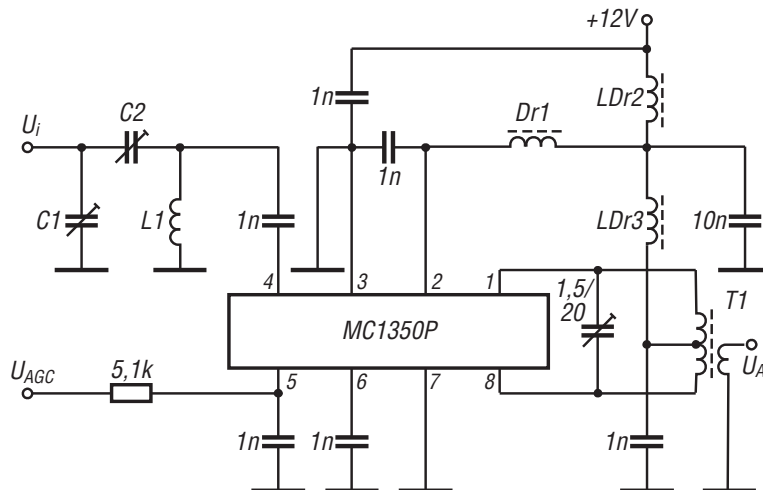 +12V
1n
LDr2
C2
Dr1
Ui
1n
C1
L1
1n
LDr3
10n
4
3
2
1
1,5/
20
T1
MC1350P
UAGC
5,1k
5
6
7
8
UA
1n
1n
1n